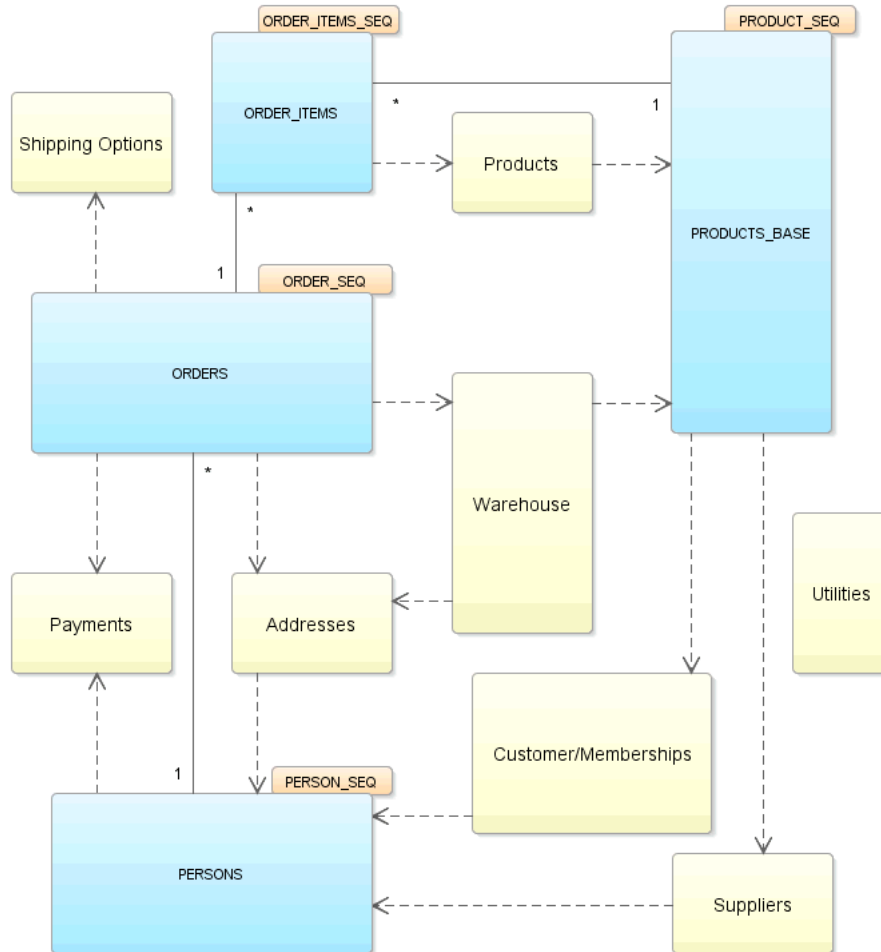 ORDER_ITEMS_SEQ
PRODUCT_SEQ
ORDER_ITEMS
*
1
Shipping Options
Products
*
PRODUCTS_BASE
1
ORDER_SEQ
ORDERS
*
Warehouse
Utilities
Payments
Addresses
Customer/Memberships
1
PERSON_SEQ
PERSONS
Suppliers